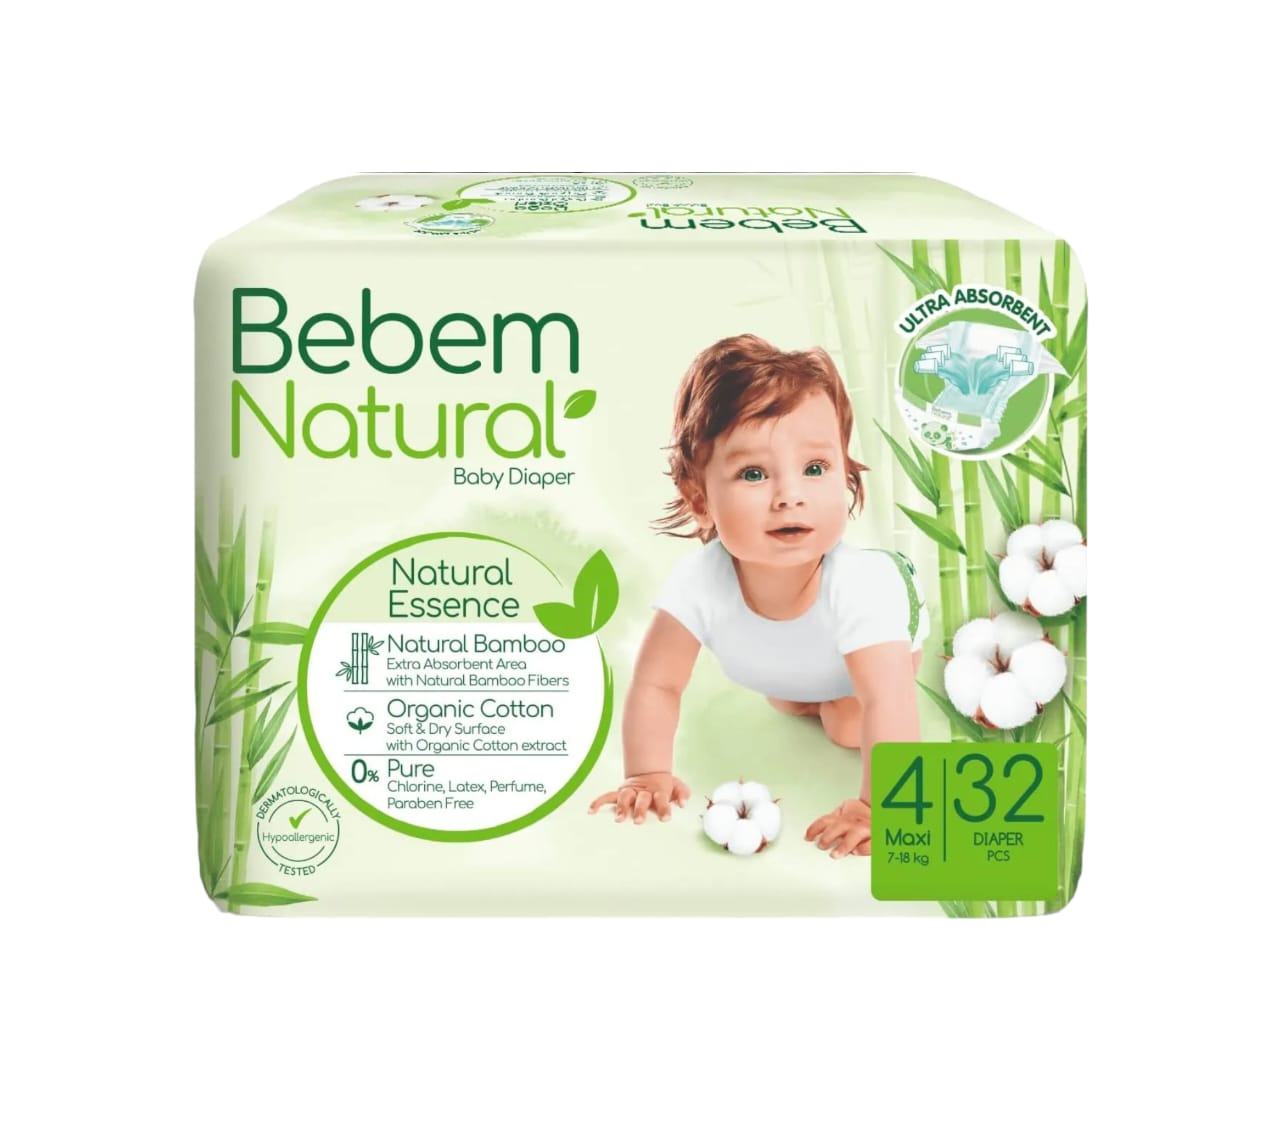 Bebem
Natural
Bebem
Natural
Baby Diaper
ULTRA ABSORBENT
Natural
Essence
Natural Bamboo
Extra Absorbent Area
with Natural Bamboo Fibers
Organic Cotton
Soft & Dry Surface
with Organic Cotton extract
0% Pure
Chlorine, Latex, Perfume,
Paraben Free
DERMATOLOGICALLY
Hypoallergenic
TESTED
4
Maxi
7-18 kg
32
DIAPER
PCS